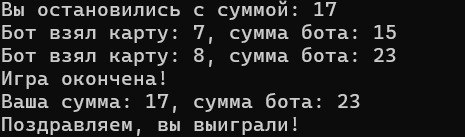 Вы остановились с суммой: 17
Бот взял карту: 7, сумма бота: 15
Бот взял карту: 8, сумма бота: 23
Игра окончена!
Ваша сумма: 17, сумма бота: 23
Поздравляем, вы выиграли!